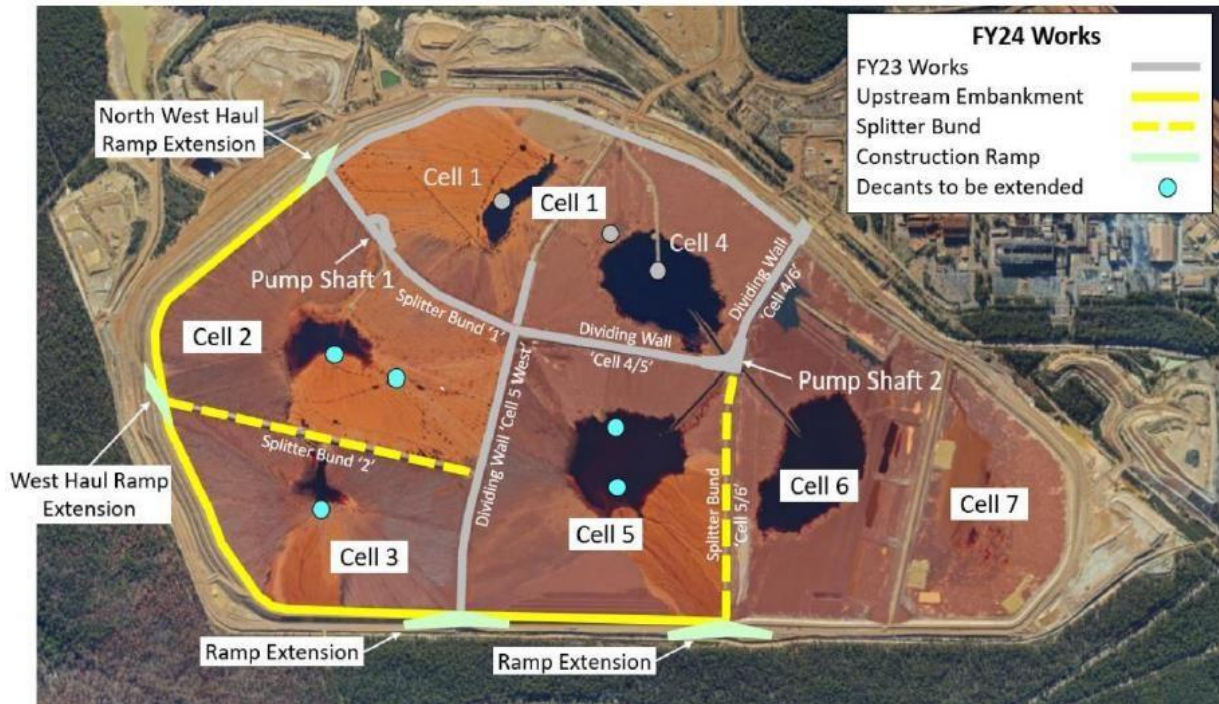 FY24 Works
FY23 Works
Upstream Embankment
Splitter Bund
Construction Ramp
Decants to be extended
North West Haul
Ramp Extension
Cell 1
Cell 1
Cell 4
Pump Shaft 1
Splitter Bund '1'
Dividing Wall
'Cell 4/6'
Dividing Wall
'Cell 4/5'
Pump Shaft 2
Cell 2
Dividing Wall 'Cell 5 West'
Splitter Bund '2'
West Haul Ramp
Extension
Cell 3
Cell 5
Splitter Bund
'Cell 5/6'
Cell 6
Cell 7
Ramp Extension
Ramp Extension